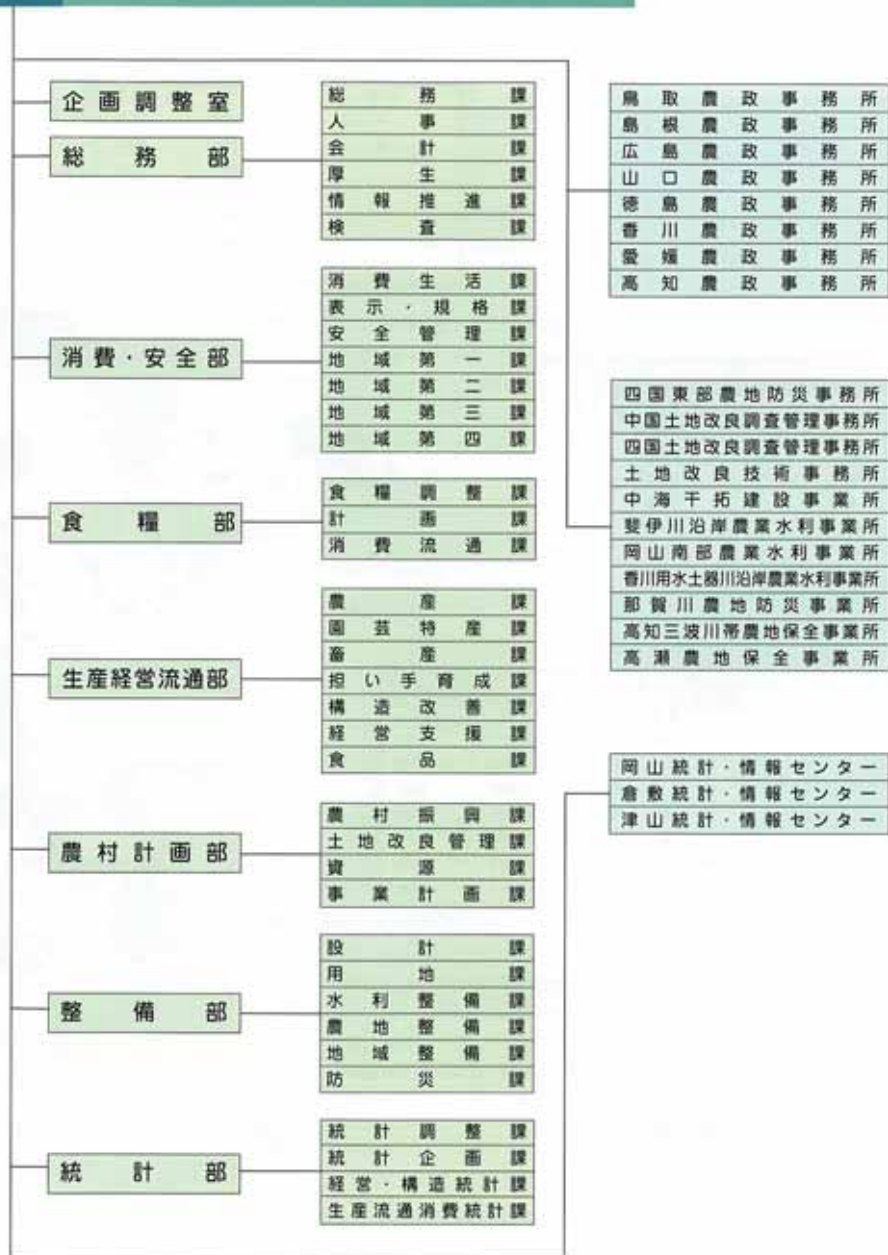 企画調整室
総務部
総務課
人事課
会計課
厚生課
情報推進課
検査課
消費・安全部
消費生活課
表示・規格課
安全管理課
地域第一課
地域第二課
地域第三課
地域第四課
食糧部
食糧調整課
計画課
消費流通課
生産経営流通部
農産課
園芸特産課
畜産課
担い手育成課
構造改善課
経営支援課
食品課
農村計画部
農村振興課
土地改良管理課
資源課
事業計画課
整備部
設計課
用地課
水利整備課
農地整備課
地域整備課
防災課
統計部
統計調整課
統計企画課
経営・構造統計課
生産流通消費統計課
鳥取農政事務所
島根農政事務所
広島農政事務所
山口農政事務所
徳島農政事務所
香川農政事務所
愛媛農政事務所
高知農政事務所
四国東部農地防災事務所
中国土地改良調査管理事務所
四国土地改良調査管理事務所
土地改良技術事務所
中海干拓建設事業所
斐伊川沿岸農業水利事業所
岡山南部農業水利事業所
香川用水土器川沿岸農業水利事業所
那賀川農地防災事業所
高知三波川帯農地保全事業所
高瀬農地保全事業所
岡山統計・情報センター
倉敷統計・情報センター
津山統計・情報センター